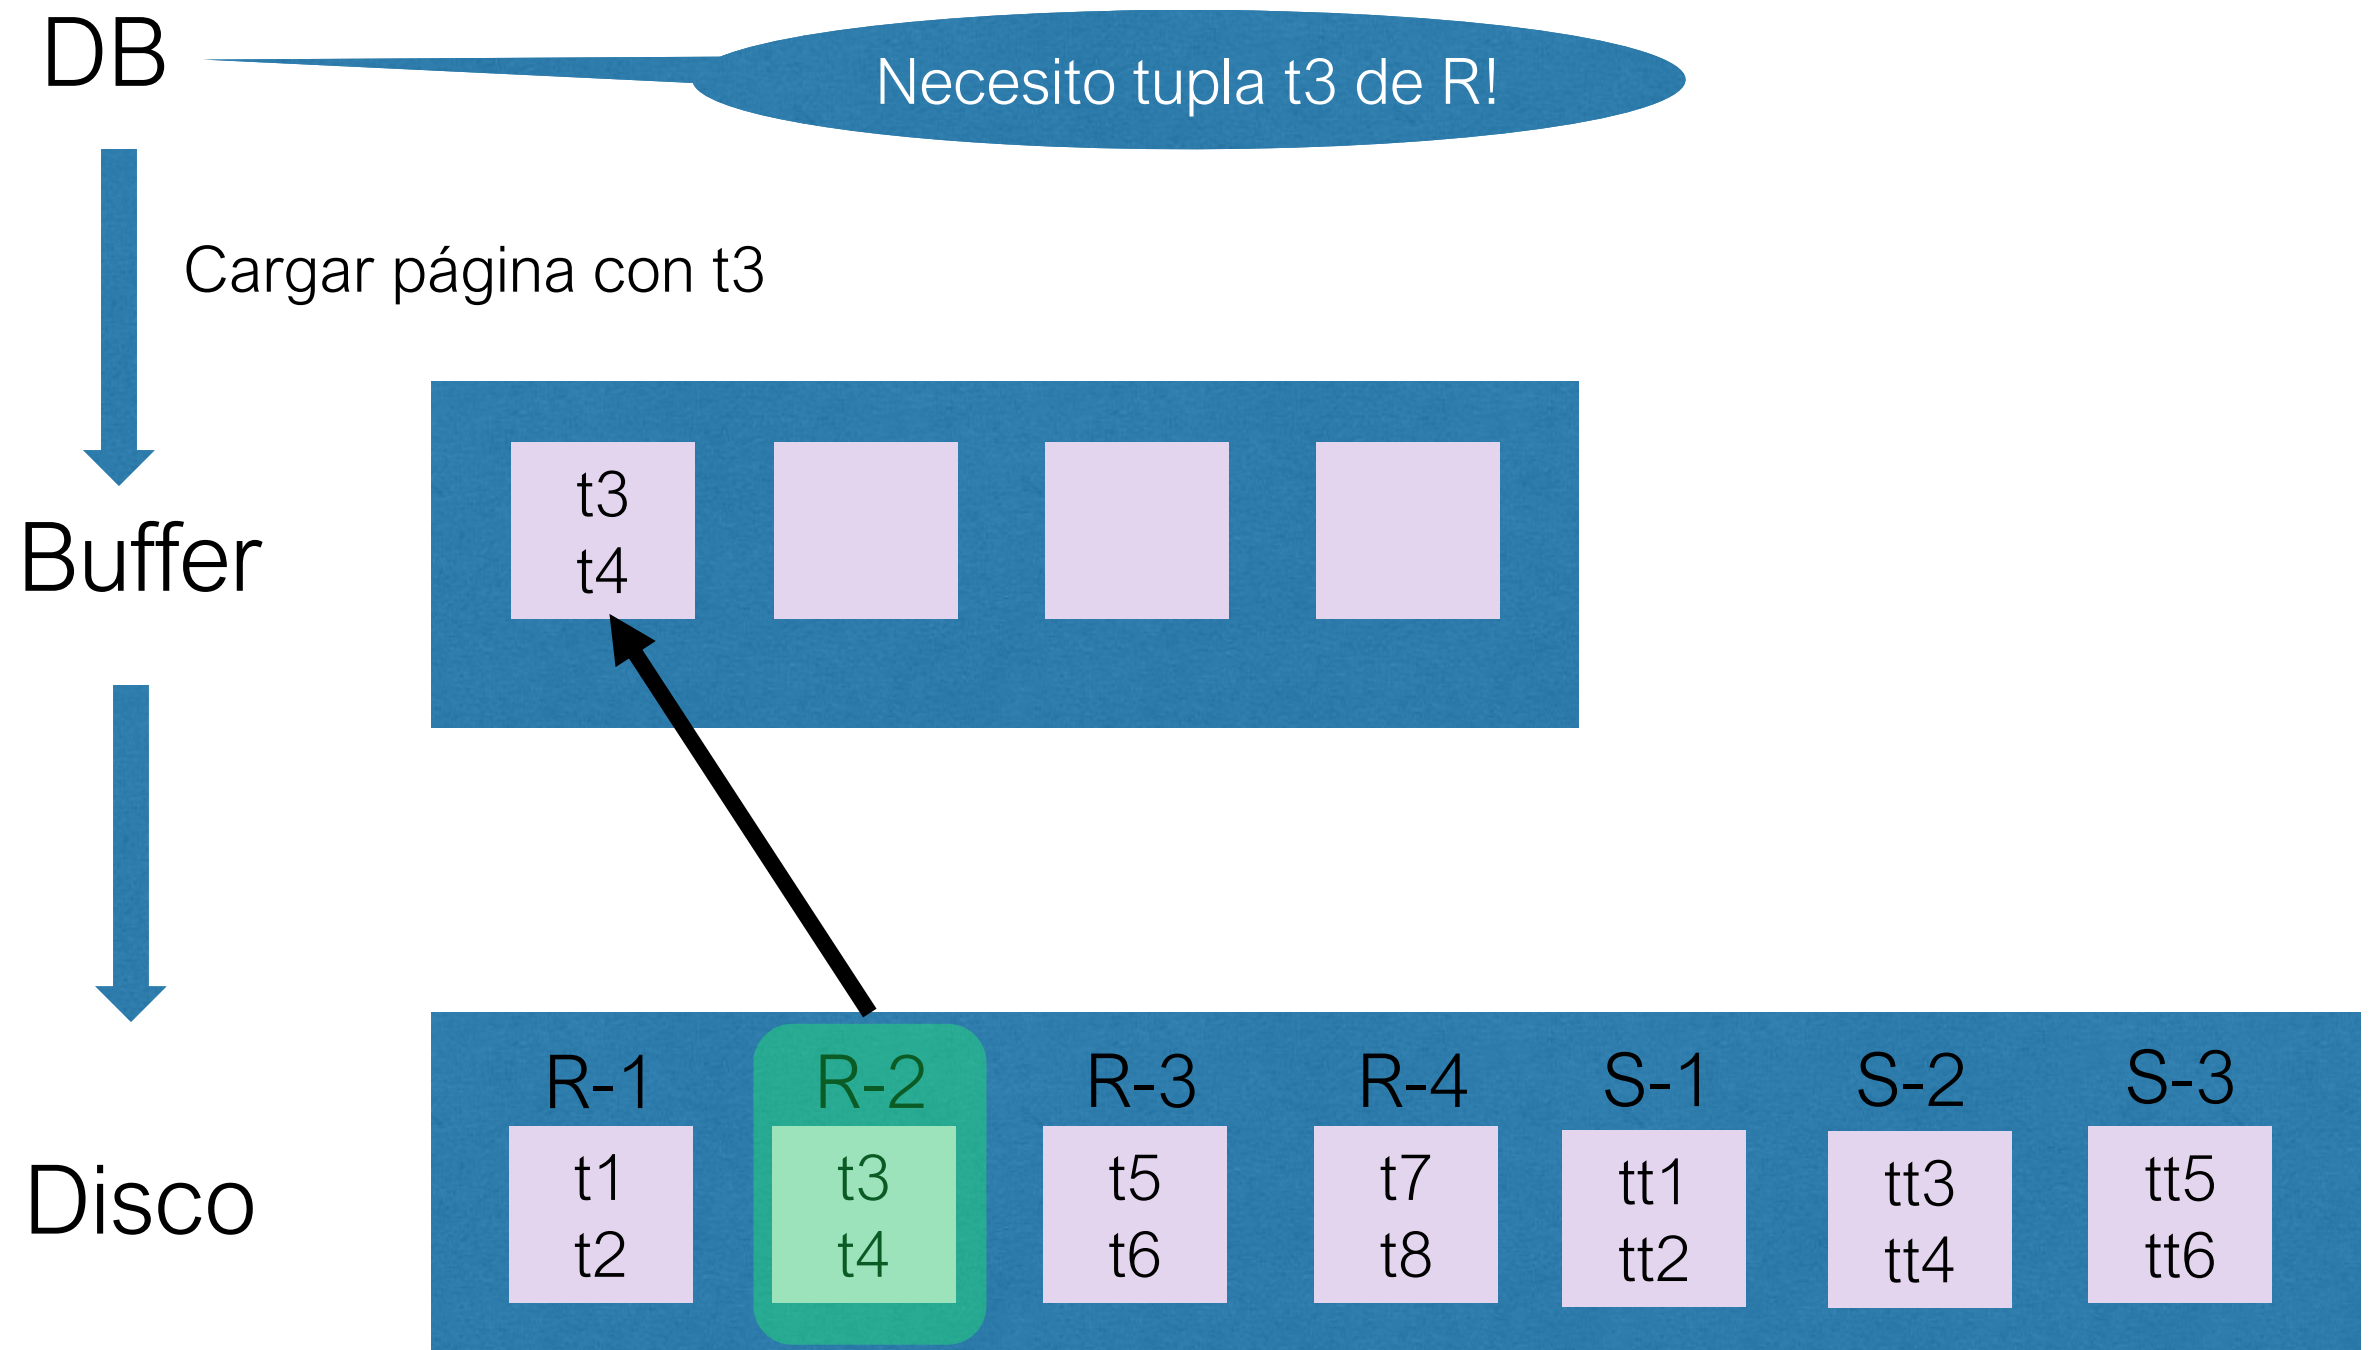 DB
Necesito tupla t3 de R!
Cargar página con t3
Buffer
t3
t4
Disco
R-1
t1
t2
R-2
t3
t4
R-3
t5
t6
R-4
t7
t8
S-1
tt1
tt2
S-2
tt3
tt4
S-3
tt5
tt6